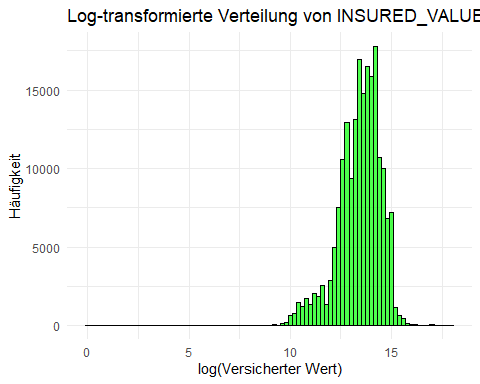 Log-transformierte Verteilung von INSURED_VALUE
Häufigkeit
15000
10000
5000
0
0 5 10 15
log(Versicherter Wert)